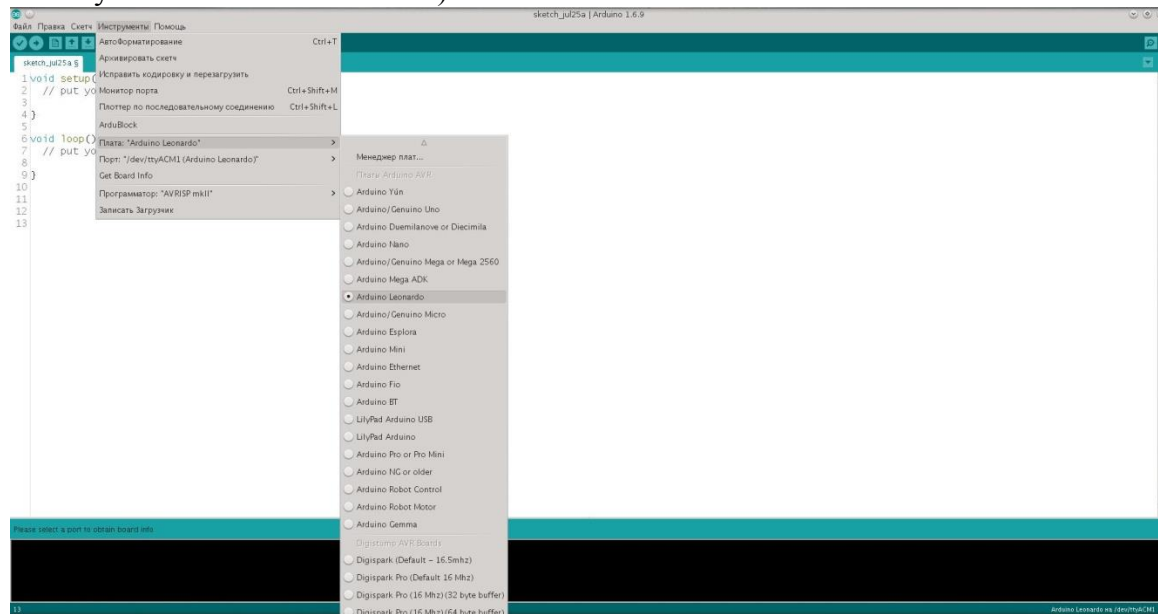 sketch_jul25a | Arduino 1.6.9
Файл Правка Скетч Инструменты Помощь
sketch_jul25a §
АвтоФорматирование Ctrl+T
Архивировать скетч
Исправить кодировку и перезагрузить
Монитор порта Ctrl+Shift+M
Плоттер по последовательному соединению Ctrl+Shift+L
ArduBlock
Плата: "Arduino Leonardo"
Порт: "/dev/ttyACM1 (Arduino Leonardo)"
Get Board Info
Программатор: "AVRISP mkII"
Записать Загрузчик
1 void setup(
2 // put yo
3
4 }
5
6 void loop()
7 // put yo
8
9 }
10
11
12
13
Менеджер плат...
Платы Arduino AVR
Arduino Yún
Arduino/Genuino Uno
Arduino Duemilanove or Diecimila
Arduino Nano
Arduino/Genuino Mega or Mega 2560
Arduino Mega ADK
Arduino Leonardo
Arduino/Genuino Micro
Arduino Esplora
Arduino Mini
Arduino Ethernet
Arduino Fio
Arduino BT
LilyPad Arduino USB
LilyPad Arduino
Arduino Pro or Pro Mini
Arduino NG or older
Arduino Robot Control
Arduino Robot Motor
Arduino Gemma
Digistump AVR Boards
Digispark (Default - 16.5mhz)
Digispark Pro (Default 16 Mhz)
Digispark Pro (16 Mhz) (32 byte buffer)
Digispark Pro (16 Mhz) (64 byte buffer)
Please select a port to obtain board info
13
Arduino Leonardo на /dev/ttyACM1